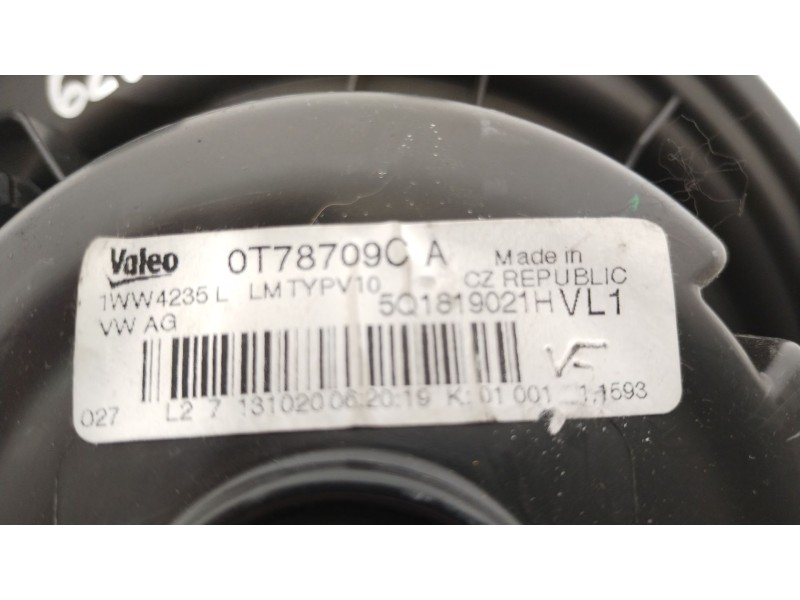 Valeo 0T78709C A Made in
CZ REPUBLIC
1WW4235 L LM TYPV10 5Q1819021H VL1
VW AG
VF
027 L2 7 131020 06:20:19 K: 01 001 1.1593